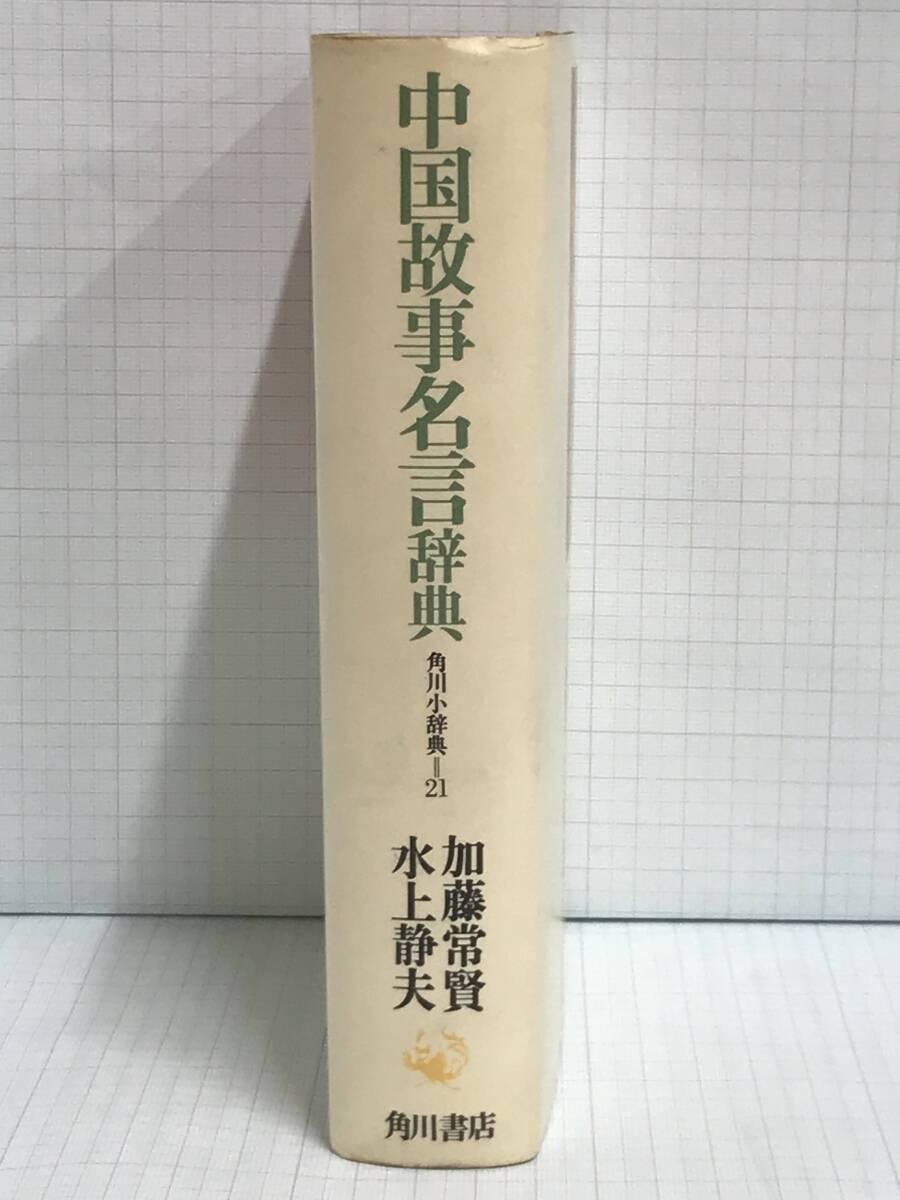 中国故事名言辞典
角川小辞典=21
加藤常賢
水上静夫
角川書店